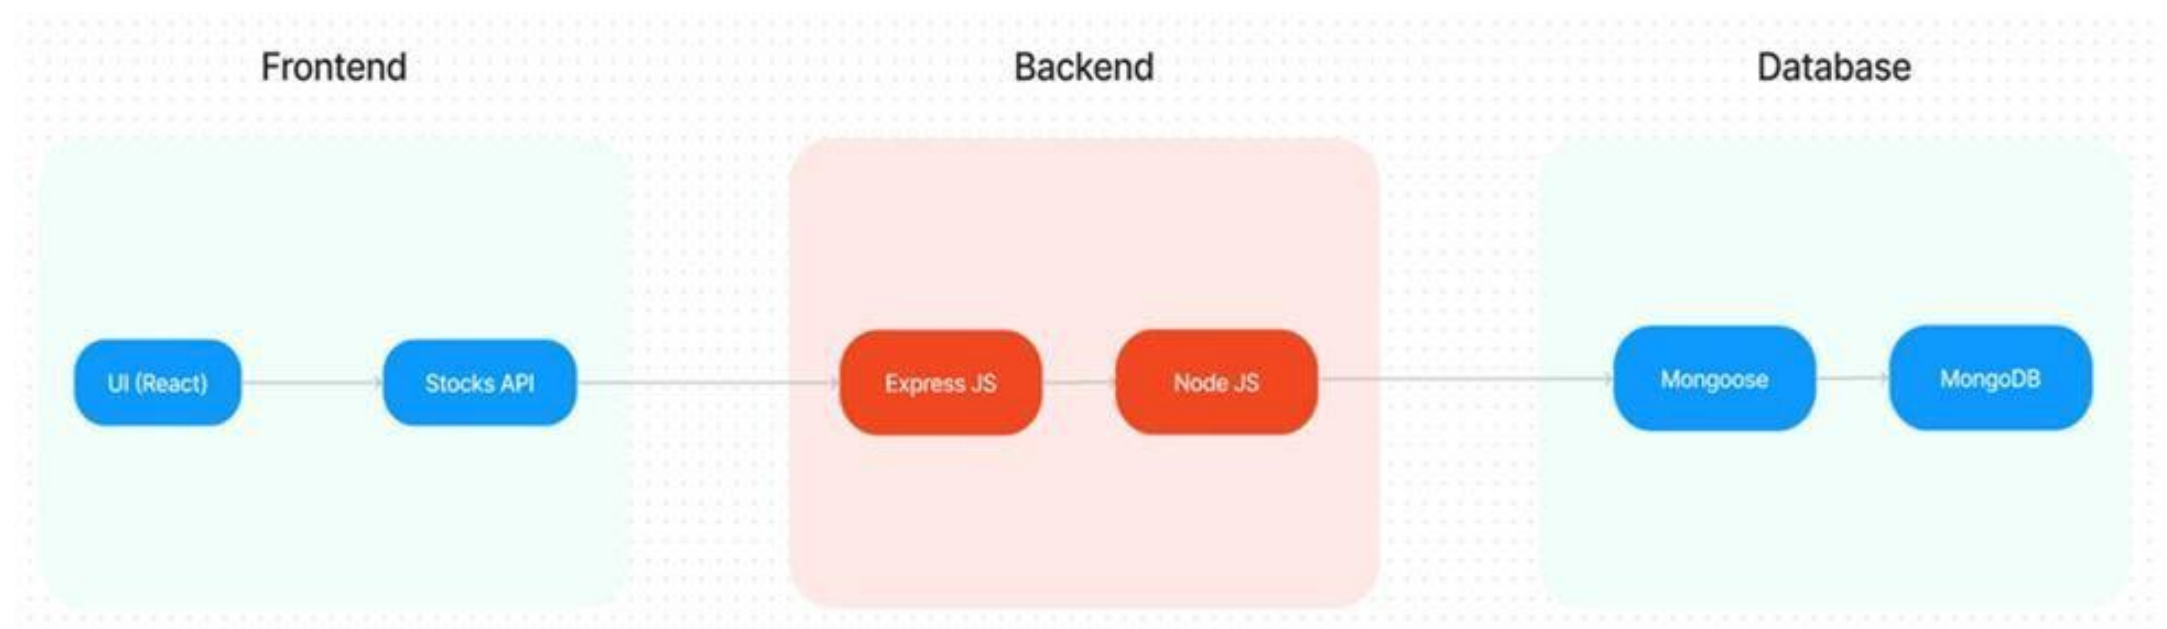 Frontend
Backend
Database
UI (React)
Stocks API
Express JS
Node JS
Mongoose
MongoDB